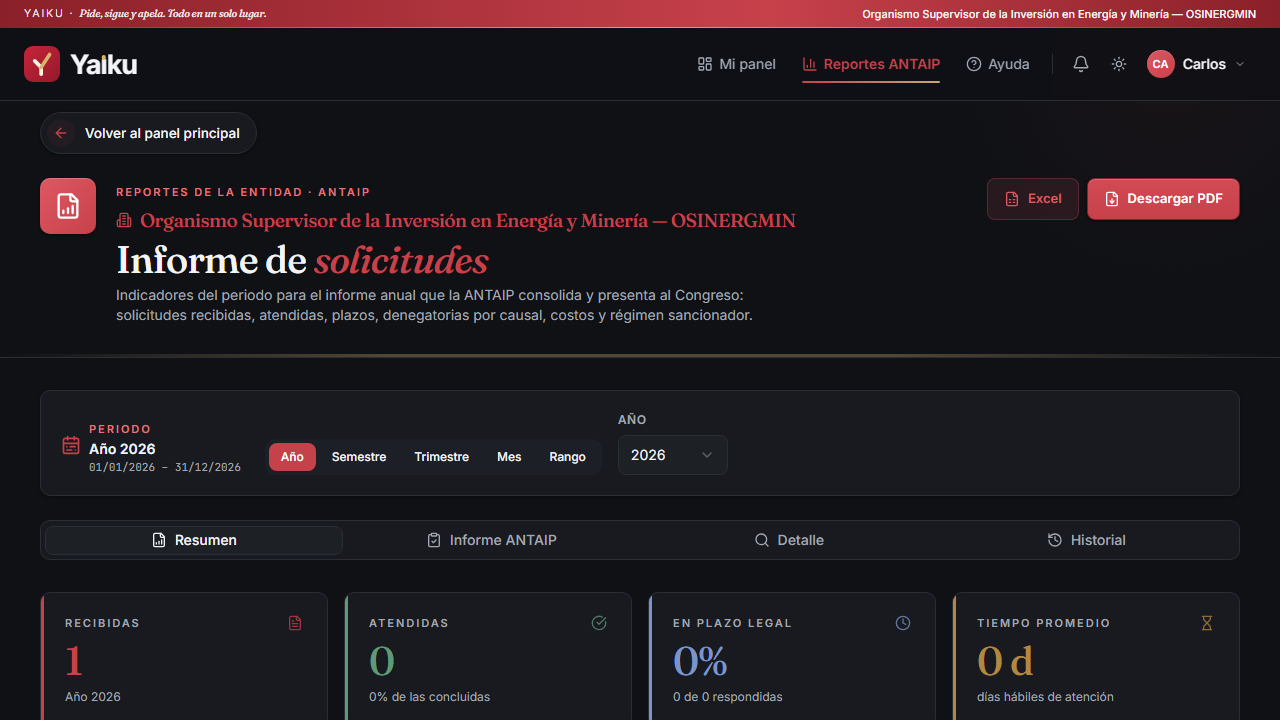 YAIKU · Pide, sigue y apela. Todo en un solo lugar.
Organismo Supervisor de la Inversión en Energía y Minería — OSINERGMIN
Yaiku
Mi panel
Reportes ANTAIP
Ayuda
CA
Carlos
Volver al panel principal
REPORTES DE LA ENTIDAD · ANTAIP
Organismo Supervisor de la Inversión en Energía y Minería — OSINERGMIN
Informe de solicitudes
Indicadores del periodo para el informe anual que la ANTAIP consolida y presenta al Congreso:
solicitudes recibidas, atendidas, plazos, denegatorias por causal, costos y régimen sancionador.
Excel
Descargar PDF
PERIODO
Año 2026
01/01/2026 – 31/12/2026
Año
Semestre
Trimestre
Mes
Rango
AÑO
2026
Resumen
Informe ANTAIP
Detalle
Historial
RECIBIDAS
1
Año 2026
ATENDIDAS
0
0% de las concluidas
EN PLAZO LEGAL
0%
0 de 0 respondidas
TIEMPO PROMEDIO
0 d
días hábiles de atención